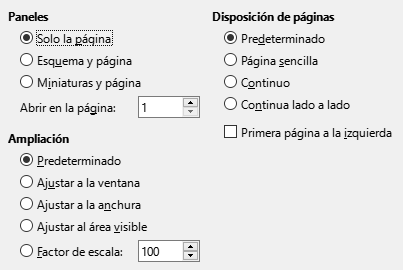 Paneles
Solo la página
Esquema y página
Miniaturas y página
Abrir en la página: 1
Ampliación
Predeterminado
Ajustar a la ventana
Ajustar a la anchura
Ajustar al área visible
Factor de escala: 100
Disposición de páginas
Predeterminado
Página sencilla
Continuo
Continua lado a lado
Primera página a la izquierda